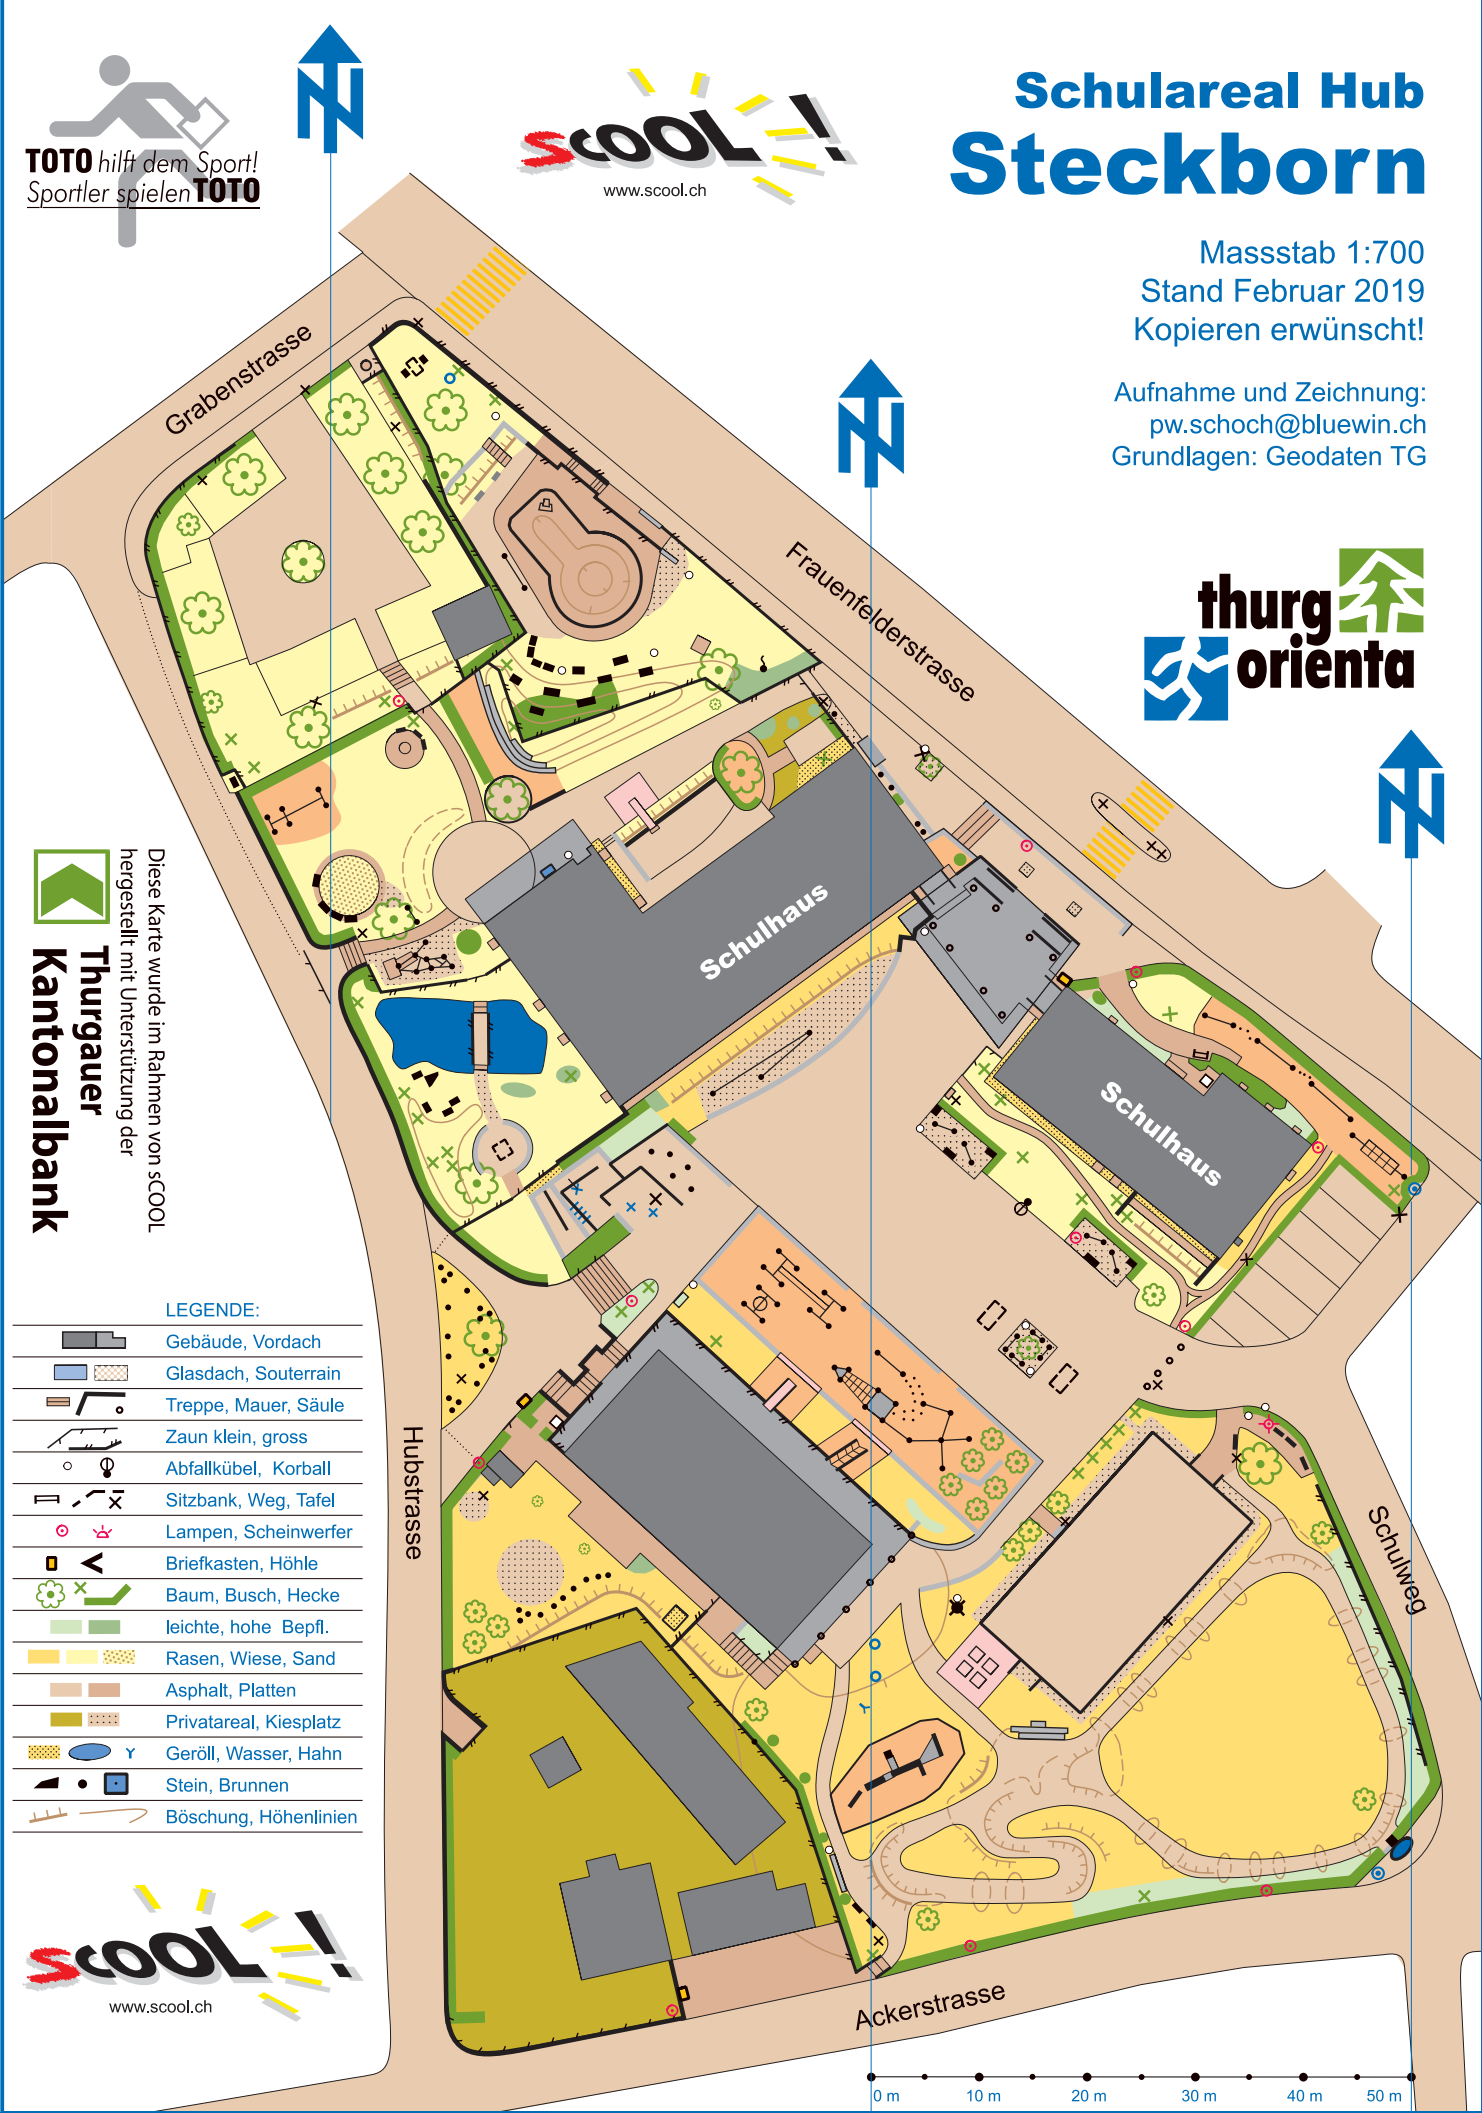 TOTO hilft dem Sport!
Sportler spielen TOTO
N
sCOOL!
www.scool.ch
Schulareal Hub
Steckborn
Massstab 1:700
Stand Februar 2019
Kopieren erwünscht!
Aufnahme und Zeichnung:
pw.schoch@bluewin.ch
Grundlagen: Geodaten TG
N
thurg
orienta
N
Grabenstrasse
Frauenfelderstrasse
Schulhaus
Schulhaus
Hubstrasse
Schulweg
Ackerstrasse
Diese Karte wurde im Rahmen von sCOOL
hergestellt mit Unterstützung der
Thurgauer
Kantonalbank
LEGENDE:
Gebäude, Vordach
Glasdach, Souterrain
Treppe, Mauer, Säule
Zaun klein, gross
Abfallkübel, Korball
Sitzbank, Weg, Tafel
Lampen, Scheinwerfer
Briefkasten, Höhle
Baum, Busch, Hecke
leichte, hohe Bepfl.
Rasen, Wiese, Sand
Asphalt, Platten
Privatareal, Kiesplatz
Geröll, Wasser, Hahn
Stein, Brunnen
Böschung, Höhenlinien
sCOOL!
www.scool.ch
0 m 10 m 20 m 30 m 40 m 50 m